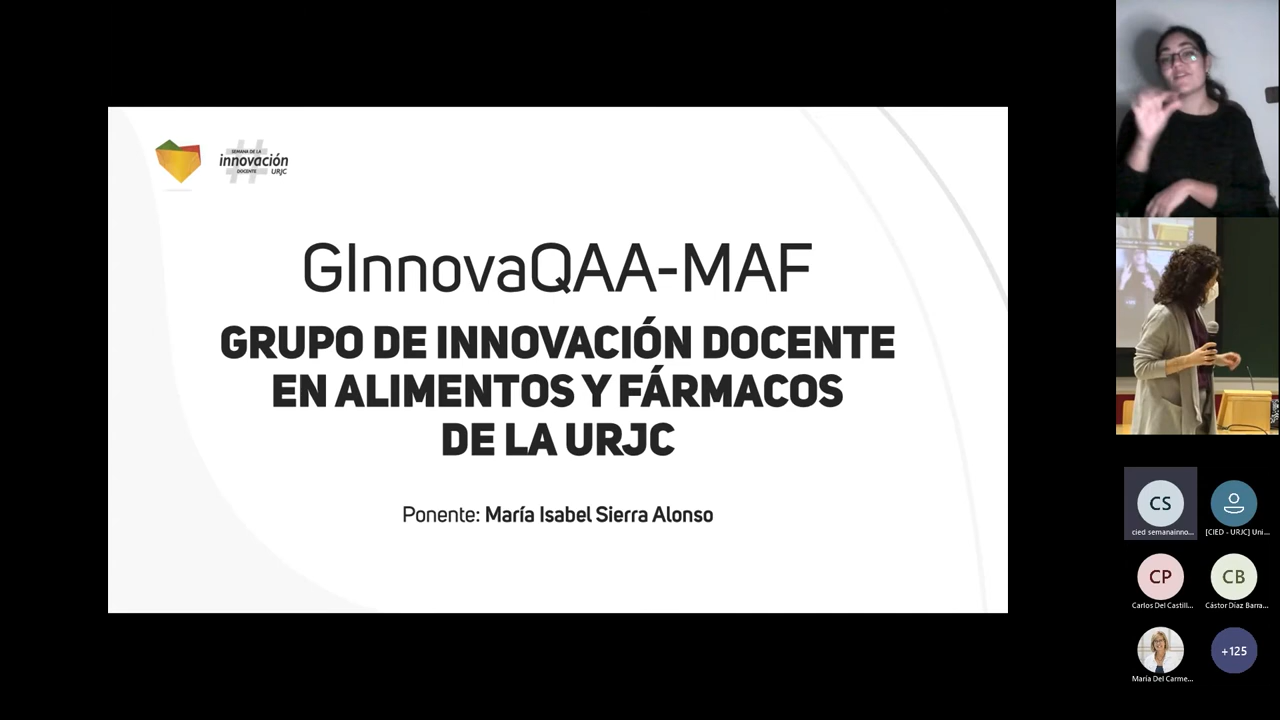 SEMANA DE LA
innovación
DOCENTE
URJC
GInnovaQAA-MAF
GRUPO DE INNOVACIÓN DOCENTE
EN ALIMENTOS Y FÁRMACOS
DE LA URJC
Ponente: María Isabel Sierra Alonso
CS
cied semanainno...
[CIED - URJC] Uni...
CP
CB
Carlos Del Castill...
Cástor Díaz Barra...
+125
María Del Carme...